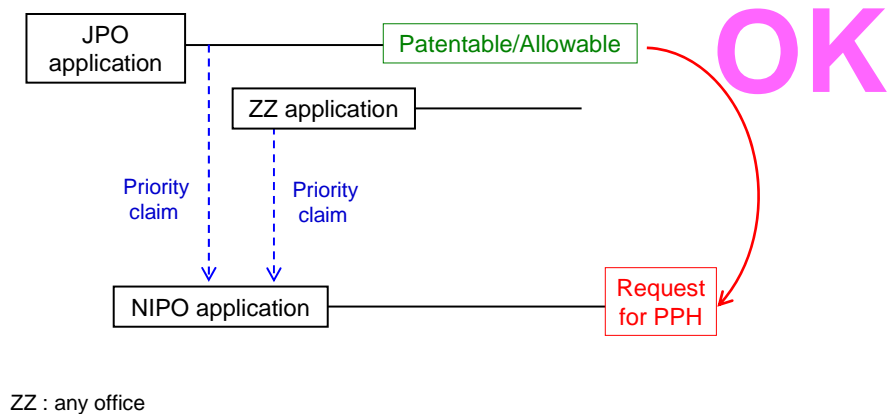 JPO
application
Patentable/Allowable
OK
ZZ application
Priority
claim
Priority
claim
NIPO application
Request
for PPH
ZZ : any office